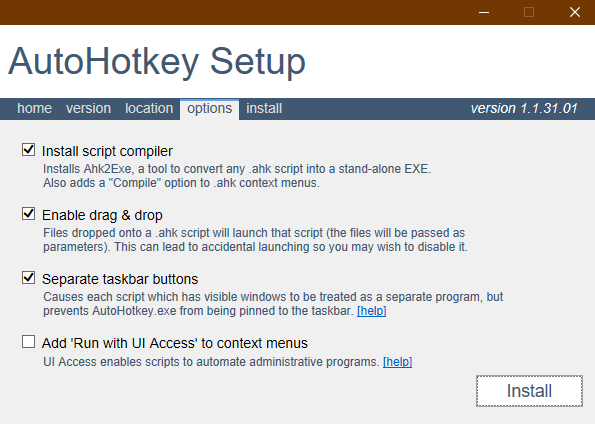 AutoHotkey Setup
home version location options install version 1.1.31.01
Install script compiler
Installs Ahk2Exe, a tool to convert any .ahk script into a stand-alone EXE.
Also adds a "Compile" option to .ahk context menus.
Enable drag & drop
Files dropped onto a .ahk script will launch that script (the files will be passed as
parameters). This can lead to accidental launching so you may wish to disable it.
Separate taskbar buttons
Causes each script which has visible windows to be treated as a separate program, but
prevents AutoHotkey.exe from being pinned to the taskbar. [help]
Add 'Run with UI Access' to context menus
UI Access enables scripts to automate administrative programs. [help]
Install